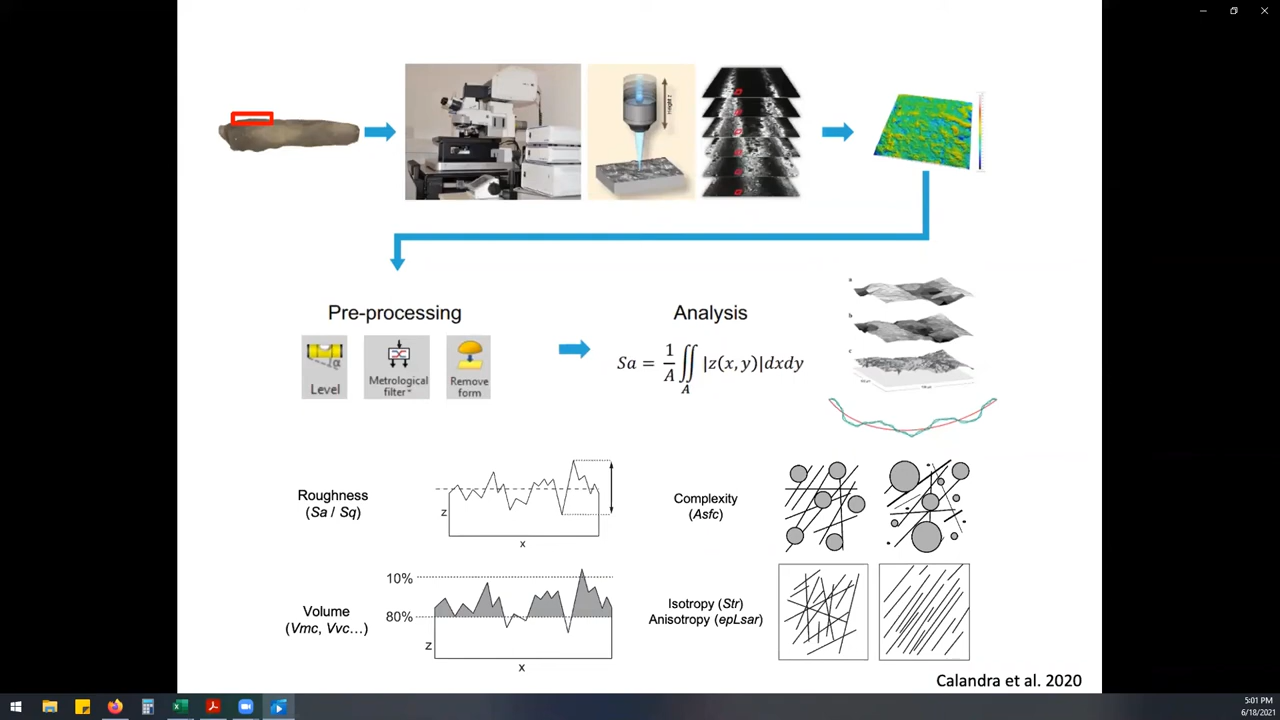 Height z
Pre-processing
Analysis
α
Level
Metrological
filter
Remove
form
Sa = 1/A ∬A |z(x, y)|dxdy
a
b
c
Roughness
(Sa / Sq)
z
x
Complexity
(Asfc)
10%
80%
Volume
(Vmc, Vvc…)
z
x
Isotropy (Str)
Anisotropy (epLsar)
Calandra et al. 2020
5:01 PM
6/18/2021